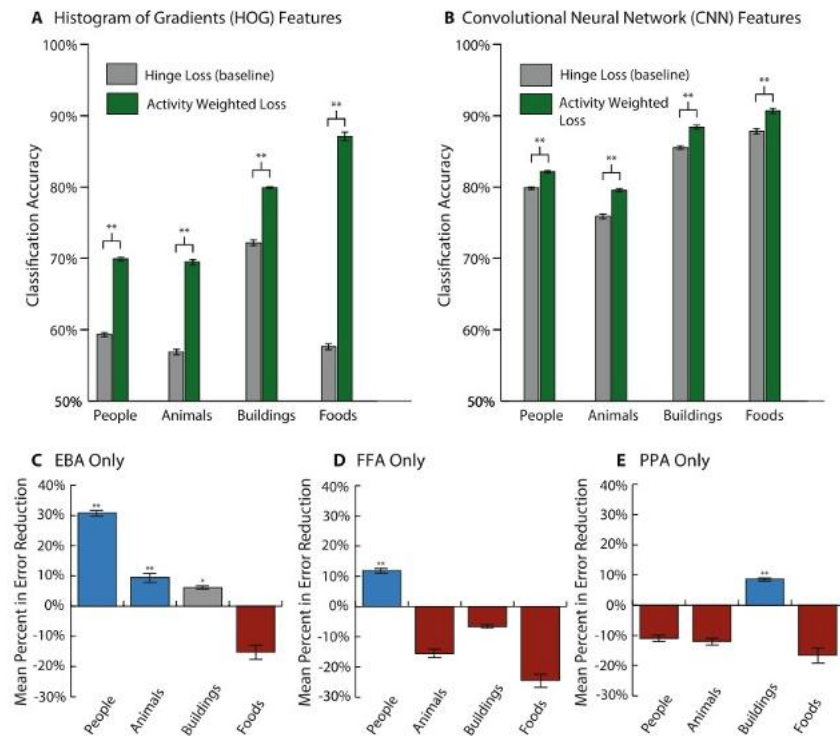 A Histogram of Gradients (HOG) Features
100%
90%
80%
70%
60%
50%
Classification Accuracy
Hinge Loss (baseline)
Activity Weighted Loss
**
**
**
**
People
Animals
Buildings
Foods
B Convolutional Neural Network (CNN) Features
100%
90%
80%
70%
60%
50%
Classification Accuracy
Hinge Loss (baseline)
Activity Weighted
Loss
**
**
**
**
People
Animals
Buildings
Foods
C EBA Only
40%
30%
20%
10%
0%
-10%
-20%
-30%
Mean Percent in Error Reduction
**
**
*
People
Animals
Buildings
Foods
D FFA Only
40%
30%
20%
10%
0%
-10%
-20%
-30%
Mean Percent in Error Reduction
**
People
Animals
Buildings
Foods
E PPA Only
40%
30%
20%
10%
0%
-10%
-20%
-30%
Mean Percent in Error Reduction
**
People
Animals
Buildings
Foods